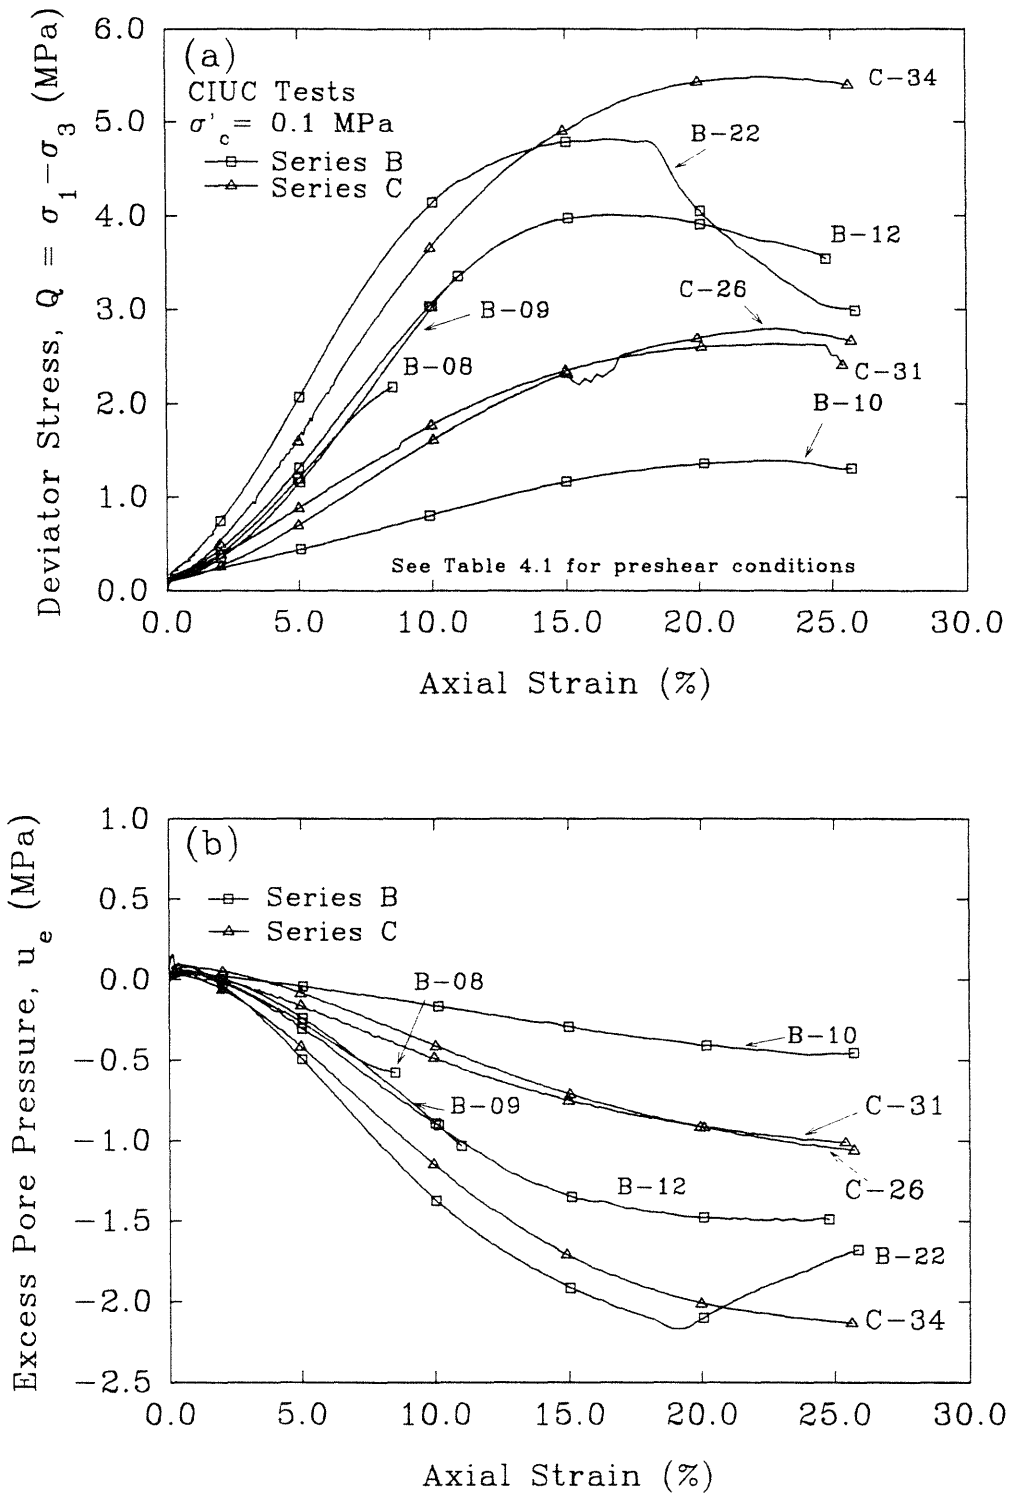 Deviator Stress, Q = σ1−σ3 (MPa)
6.0
5.0
4.0
3.0
2.0
1.0
0.0
(a)
CIUC Tests
σ'c= 0.1 MPa
Series B
Series C
C−34
B−22
B−12
C−26
B−09
B−08
C−31
B−10
See Table 4.1 for preshear conditions
0.0 5.0 10.0 15.0 20.0 25.0 30.0
Axial Strain (%)
Excess Pore Pressure, ue (MPa)
1.0
0.5
0.0
−0.5
−1.0
−1.5
−2.0
−2.5
(b)
Series B
Series C
B−08
B−10
B−09
C−31
B−12
C−26
B−22
C−34
0.0 5.0 10.0 15.0 20.0 25.0 30.0
Axial Strain (%)